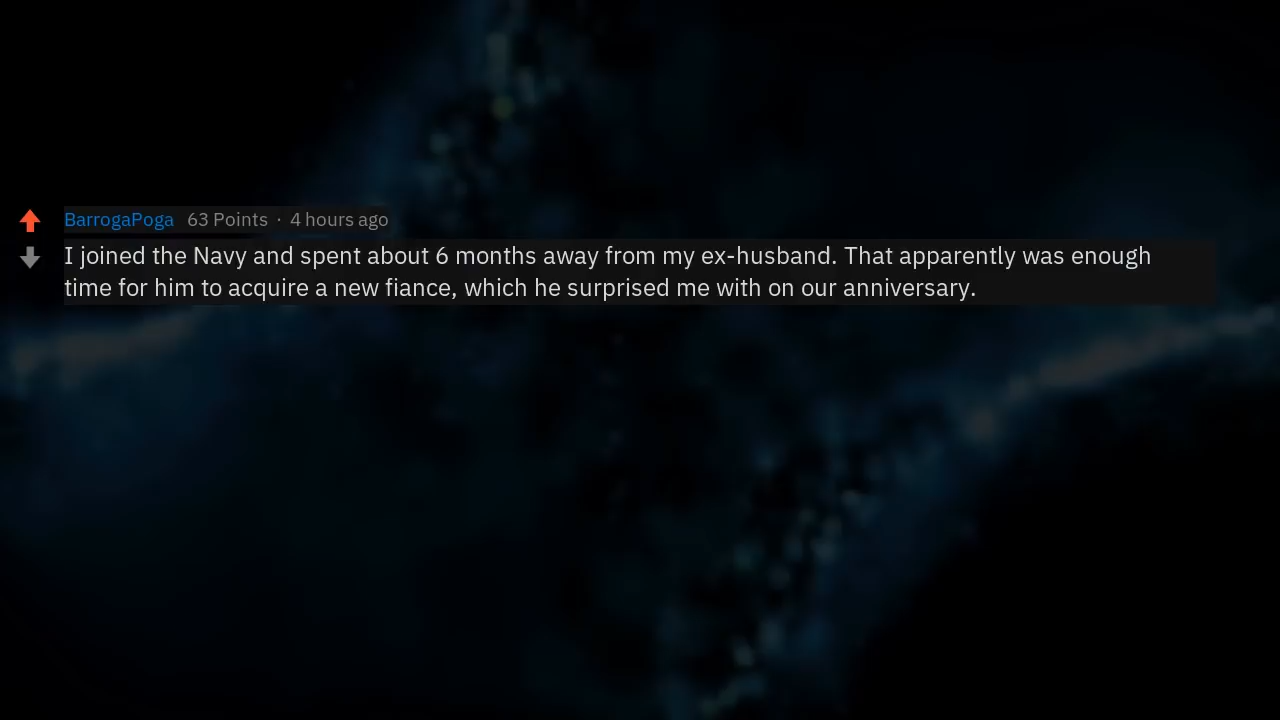 BarrogaPoga 63 Points · 4 hours ago
I joined the Navy and spent about 6 months away from my ex-husband. That apparently was enough
time for him to acquire a new fiance, which he surprised me with on our anniversary.